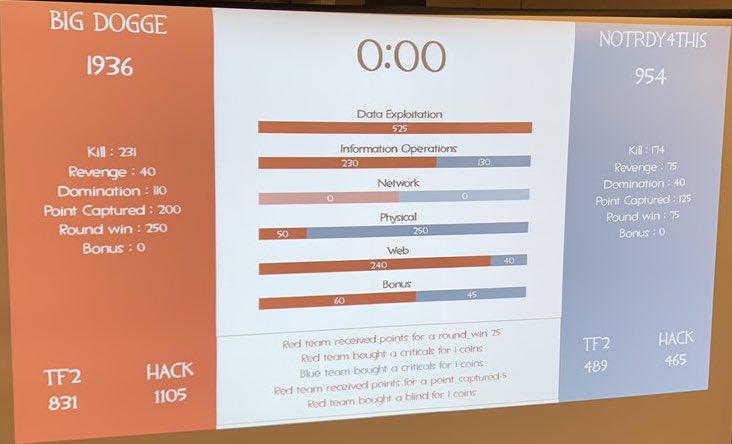 BIG DOGGE
1936
Kill : 231
Revenge : 40
Domination : 110
Point Captured : 200
Round win : 250
Bonus : 0
TF2
831
HACK
1105
0:00
Data Exploitation
525
Information Operations
230 130
Network
0 0
Physical
50 250
Web
240 40
Bonus
60 45
Red team received points for a round_win 25
Red team bought a criticals for 1 coins
Blue team bought a criticals for 1 coins
Red team received points for a point_captured 5
Red team bought a blind for 1 coins
NOTRDY4THIS
954
Kill : 174
Revenge : 75
Domination : 40
Point Captured : 125
Round win : 75
Bonus : 0
TF2
489
HACK
465